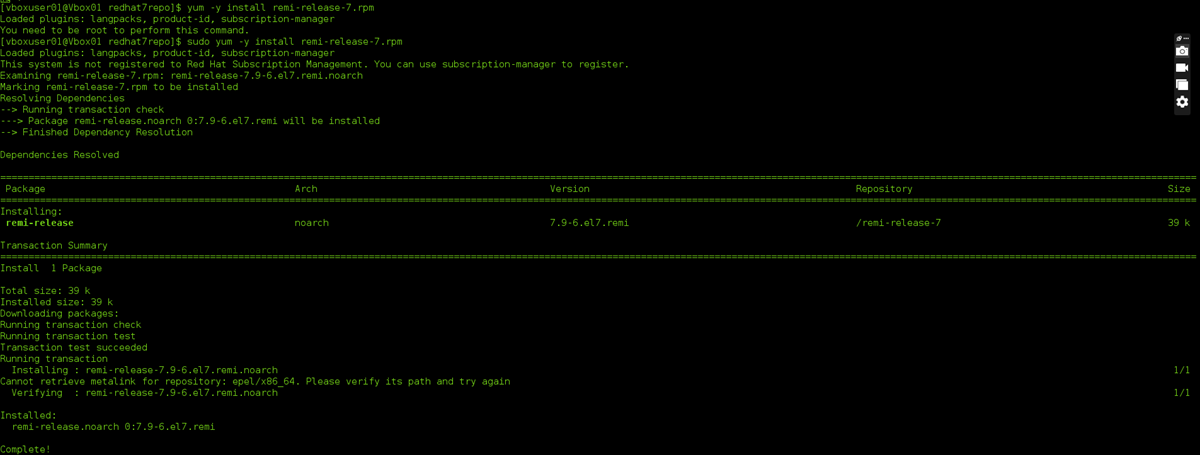 [vboxuser01@Vbox01 redhat7repo]$ yum -y install remi-release-7.rpm
Loaded plugins: langpacks, product-id, subscription-manager
You need to be root to perform this command.
[vboxuser01@Vbox01 redhat7repo]$ sudo yum -y install remi-release-7.rpm
Loaded plugins: langpacks, product-id, subscription-manager
This system is not registered to Red Hat Subscription Management. You can use subscription-manager to register.
Examining remi-release-7.rpm: remi-release-7.9-6.el7.remi.noarch
Marking remi-release-7.rpm to be installed
Resolving Dependencies
--> Running transaction check
---> Package remi-release.noarch 0:7.9-6.el7.remi will be installed
--> Finished Dependency Resolution
Dependencies Resolved
Package Arch Version Repository Size
Installing:
remi-release noarch 7.9-6.el7.remi /remi-release-7 39 k
Transaction Summary
Install  1 Package
Total size: 39 k
Installed size: 39 k
Downloading packages:
Running transaction check
Running transaction test
Transaction test succeeded
Running transaction
Installing : remi-release-7.9-6.el7.remi.noarch 1/1
Cannot retrieve metalink for repository: epel/x86_64. Please verify its path and try again
Verifying  : remi-release-7.9-6.el7.remi.noarch 1/1
Installed:
remi-release.noarch 0:7.9-6.el7.remi
Complete!